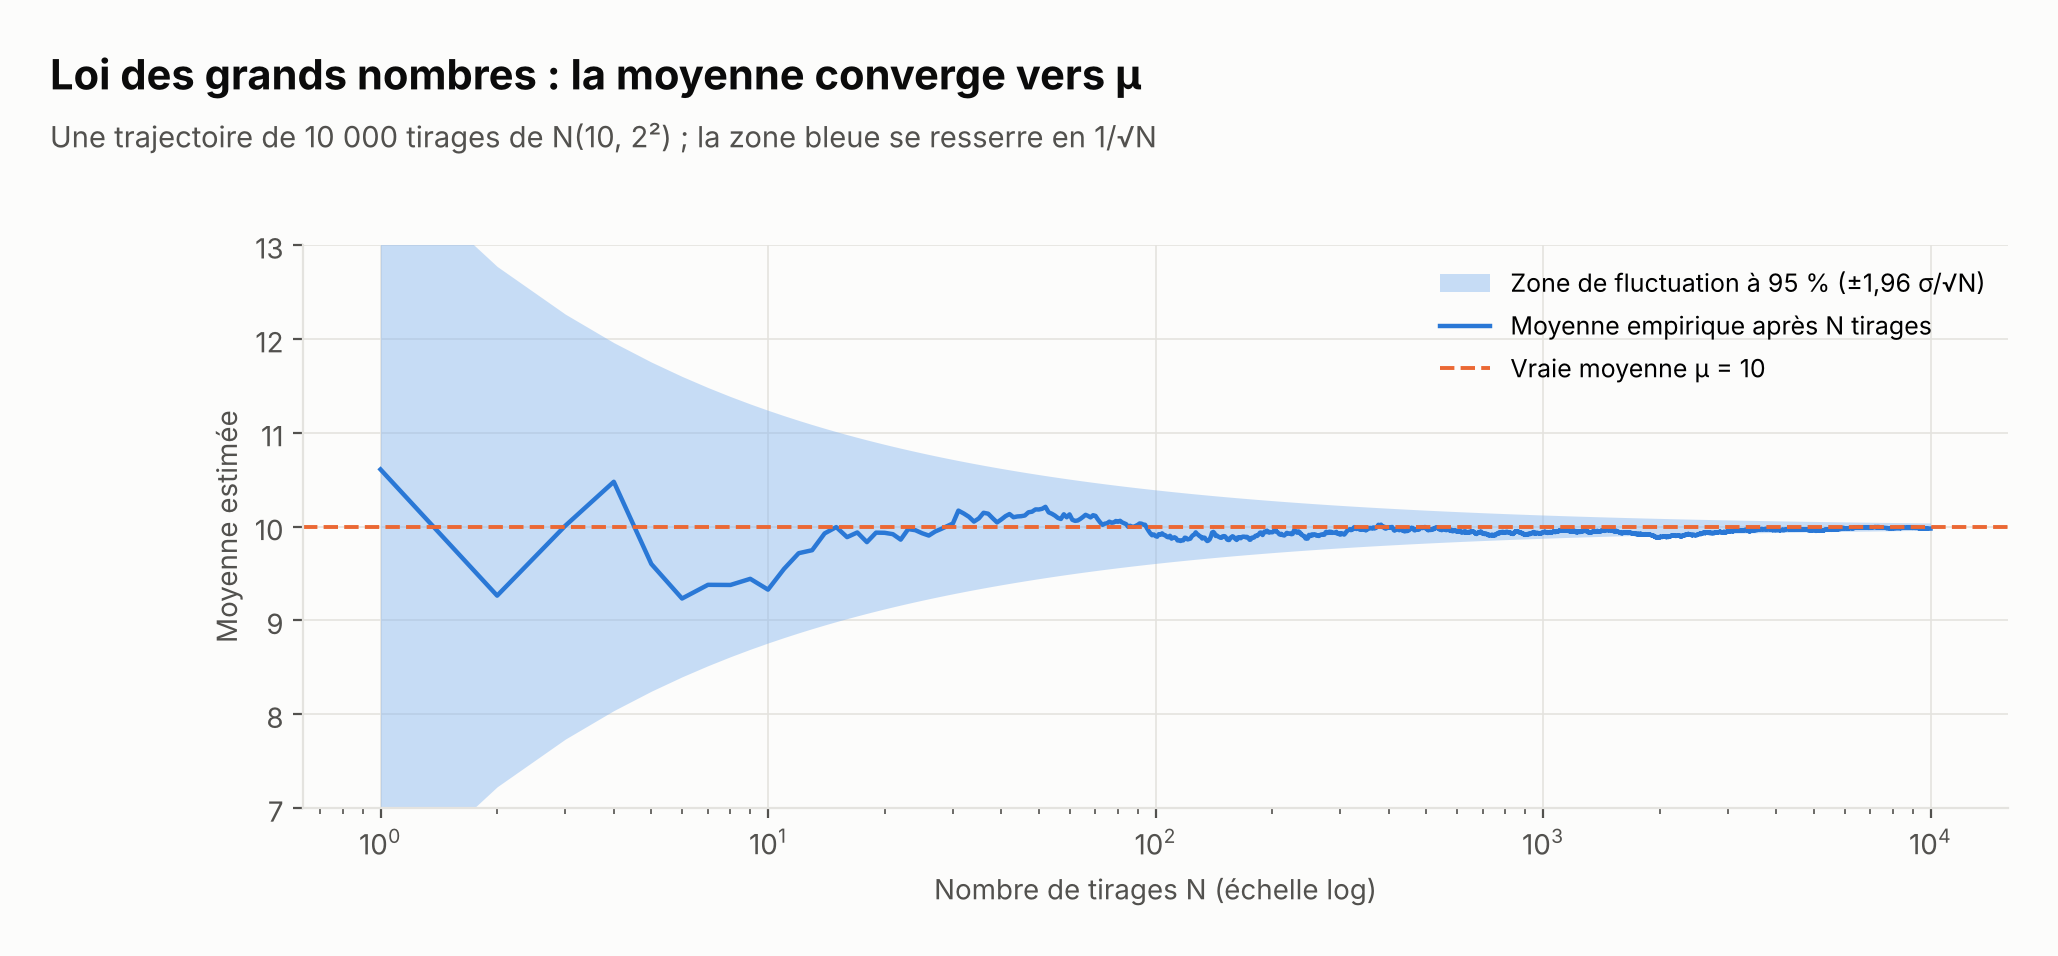 Loi des grands nombres : la moyenne converge vers µ
Une trajectoire de 10 000 tirages de N(10, 2²) ; la zone bleue se resserre en 1/√N
Zone de fluctuation à 95 % (±1,96 σ/√N)
Moyenne empirique après N tirages
Vraie moyenne µ = 10
Moyenne estimée
13
12
11
10
9
8
7
10⁰ 10¹ 10² 10³ 10⁴
Nombre de tirages N (échelle log)